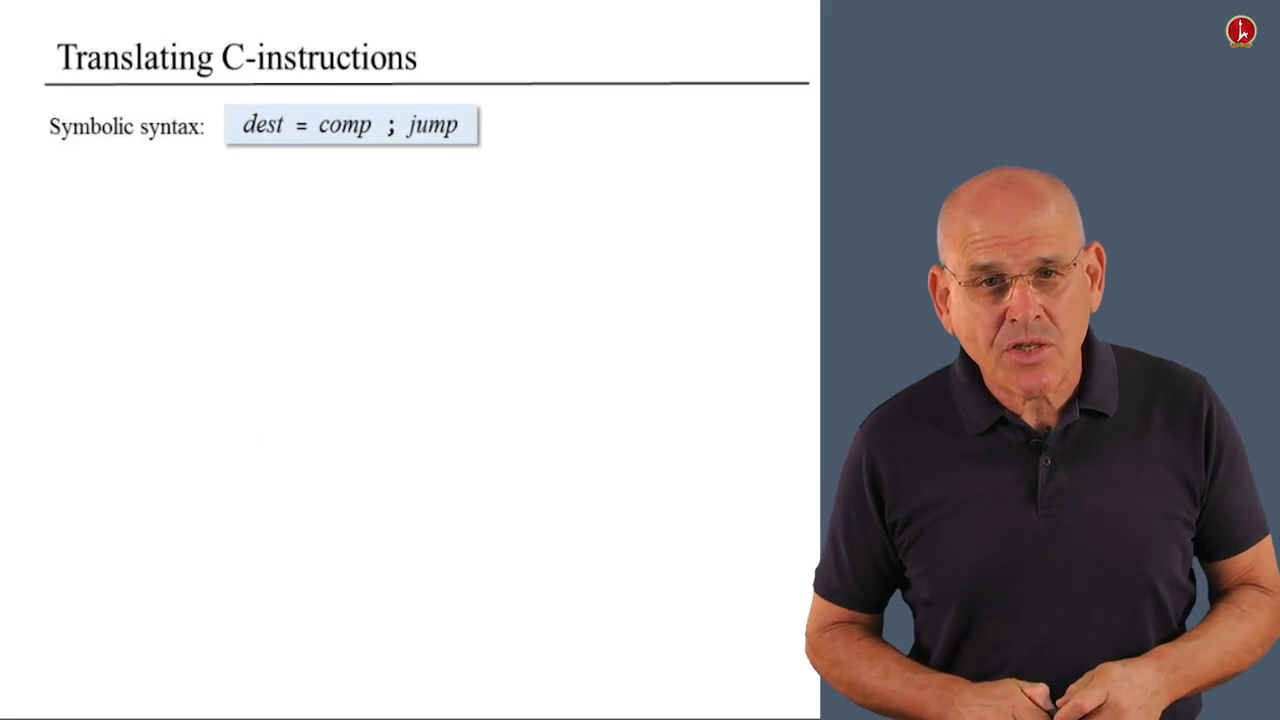 Translating C-instructions
Symbolic syntax: dest = comp ; jump